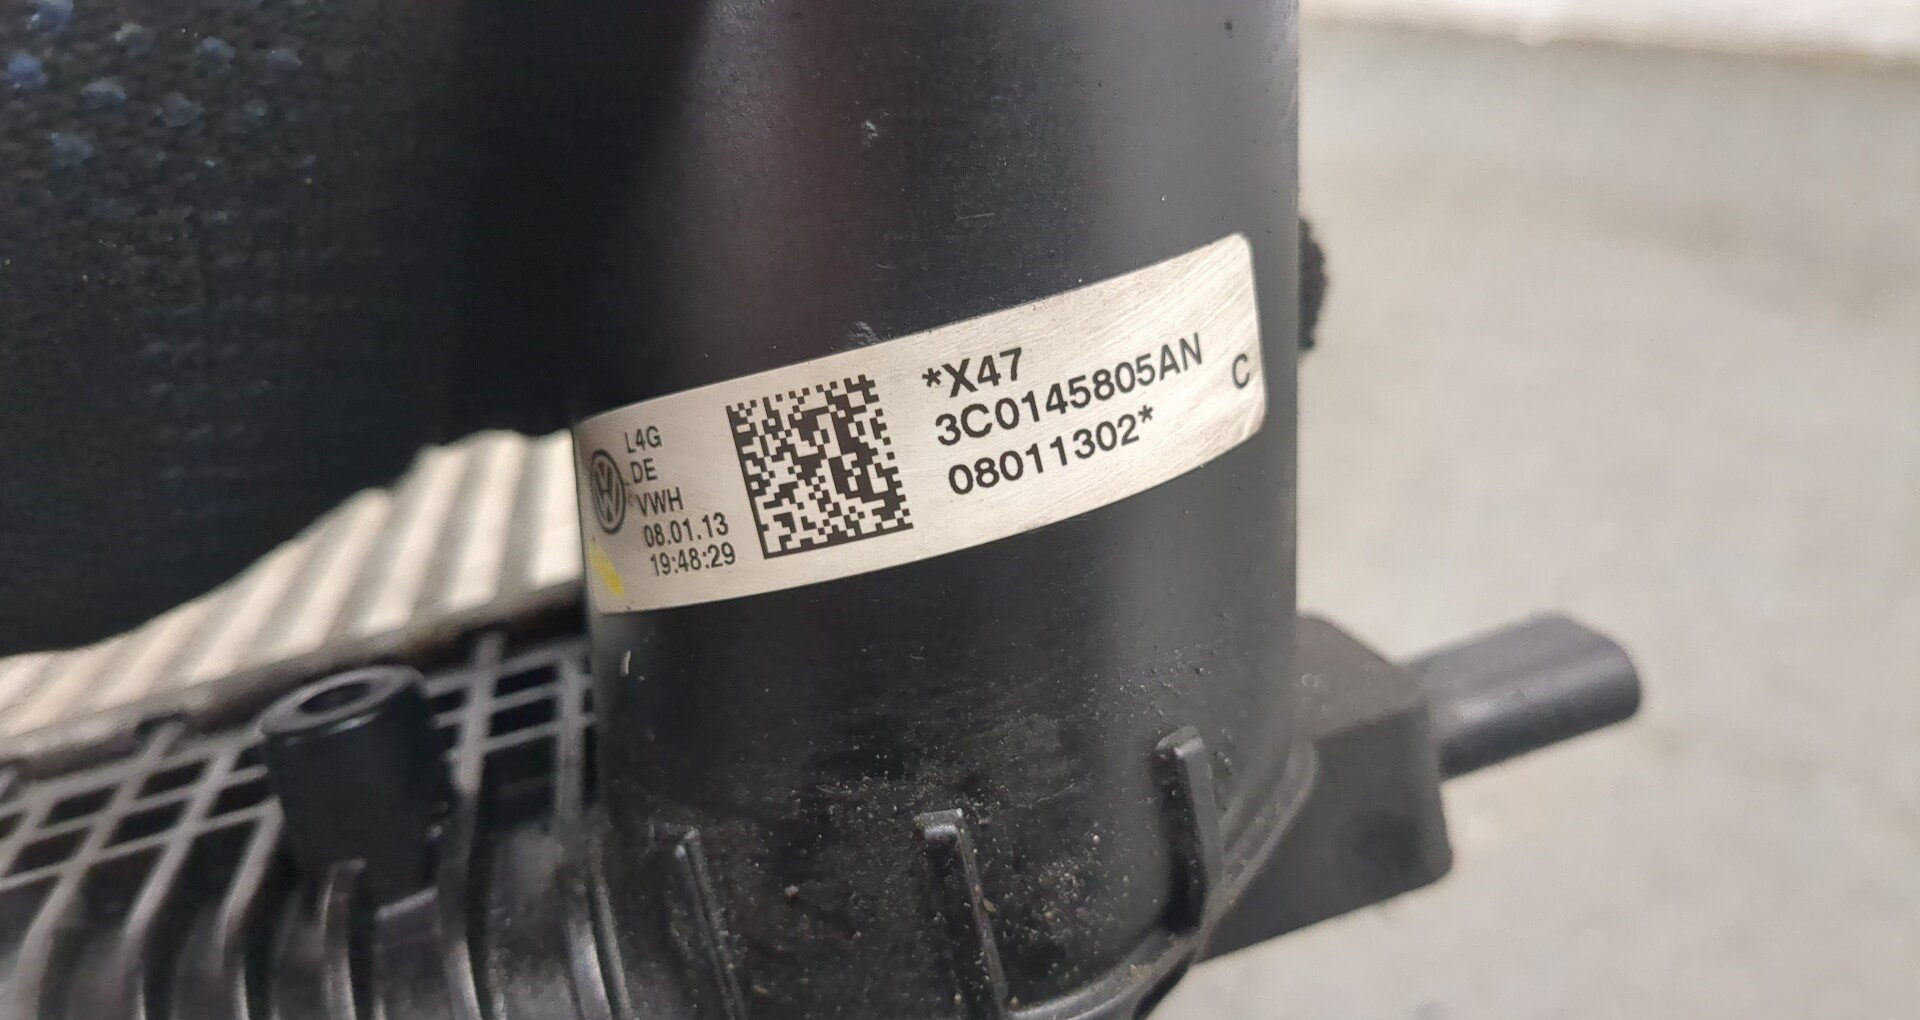 L4G
DE
VWH
08.01.13
19:48:29
*X47
3C0145805AN
08011302*
C